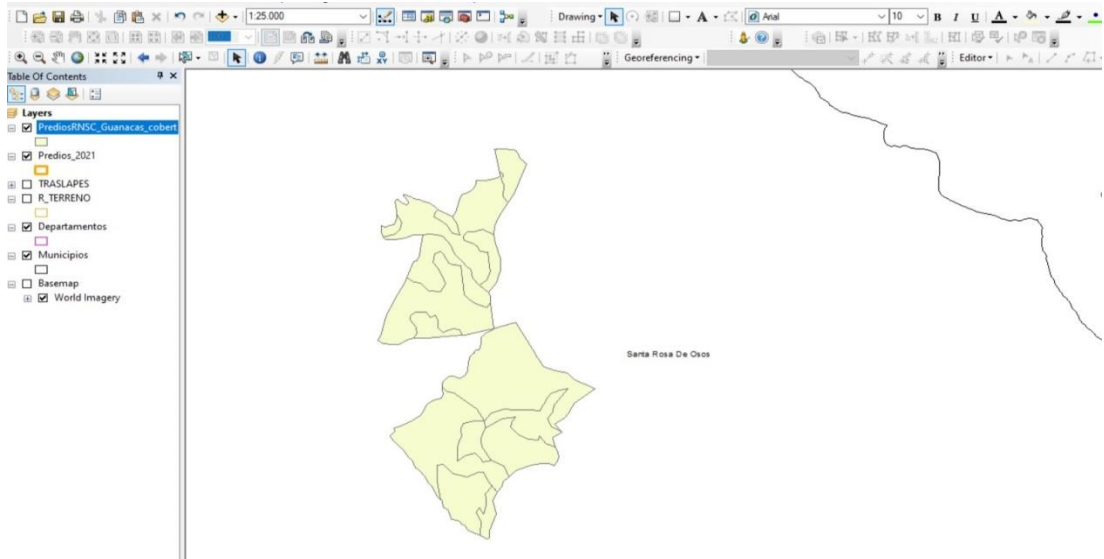 1:25.000
Drawing
A
Arial
10
B I U A
Georeferencing
Editor
Table Of Contents
Layers
PrediosRNSC_Guanacas_cobert
Predios_2021
TRASLAPES
R_TERRENO
Departamentos
Municipios
Basemap
World Imagery
Santa Rosa De Osos